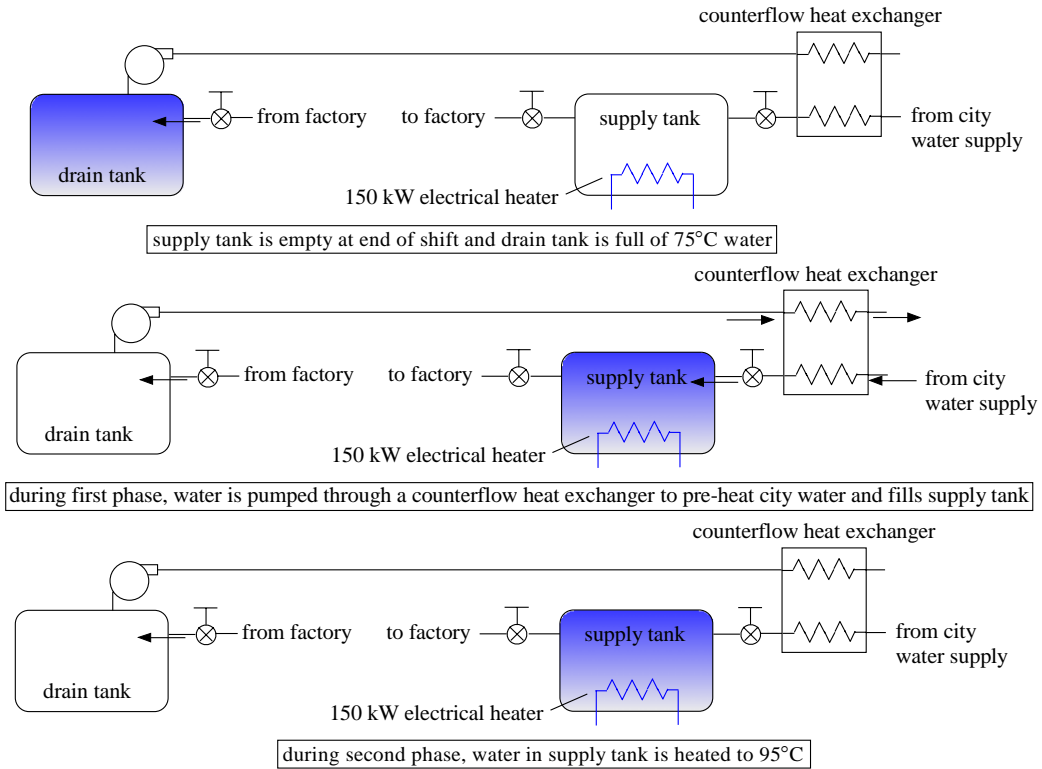 counterflow heat exchanger
from factory
to factory
supply tank
from city
water supply
drain tank
150 kW electrical heater
supply tank is empty at end of shift and drain tank is full of 75°C water
counterflow heat exchanger
from factory
to factory
supply tank
from city
water supply
drain tank
150 kW electrical heater
during first phase, water is pumped through a counterflow heat exchanger to pre-heat city water and fills supply tank
counterflow heat exchanger
from factory
to factory
supply tank
from city
water supply
drain tank
150 kW electrical heater
during second phase, water in supply tank is heated to 95°C